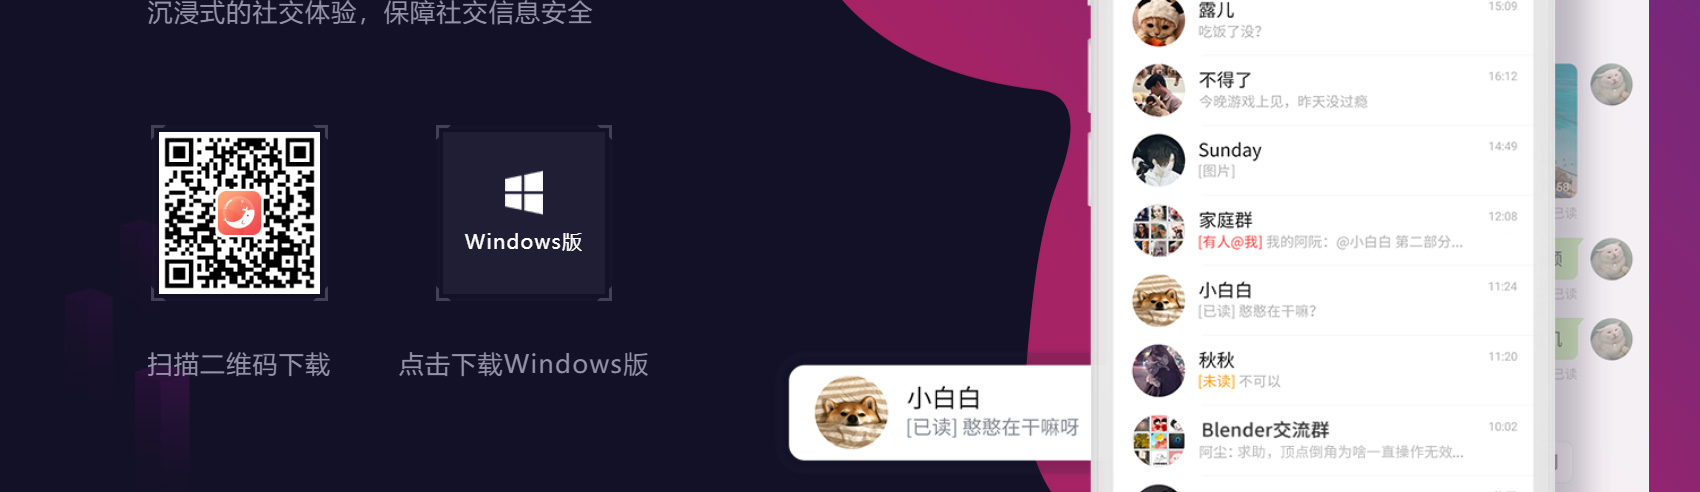 沉浸式的社交体验，保障社交信息安全
Windows版
扫描二维码下载
点击下载Windows版
小白白
[已读] 憨憨在干嘛呀
露儿
15:09
吃饭了没？
不得了
16:12
今晚游戏上见，昨天没过瘾
Sunday
14:49
[图片]
家庭群
12:08
[有人@我] 我的阿阮：@小白白 第二部分...
小白白
11:24
[已读] 憨憨在干嘛？
秋秋
11:20
[未读] 不可以
Blender交流群
10:02
阿尘：求助，顶点倒角为啥一直操作无效...
:58
已读
已读
已读